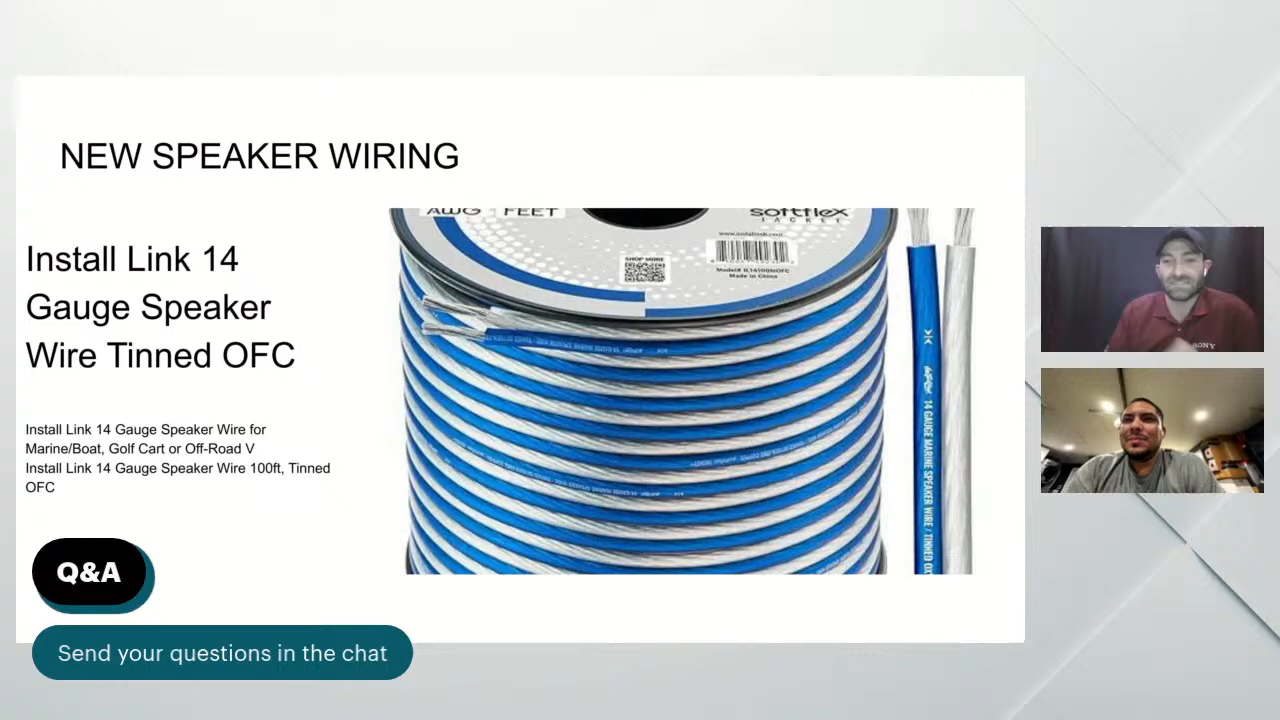 NEW SPEAKER WIRING
Install Link 14
Gauge Speaker
Wire Tinned OFC
Install Link 14 Gauge Speaker Wire for
Marine/Boat, Golf Cart or Off-Rord V
Install Link 14 Gauge Speaker Wire 100ft, Tinned
OFC
AWG FEET
softflex
JACKET
SHOP MORE
Made in China
14 GAUGE MARINE SPEAKER WIRE / TINNED OX
SONY
Q&A
Send your questions in the chat